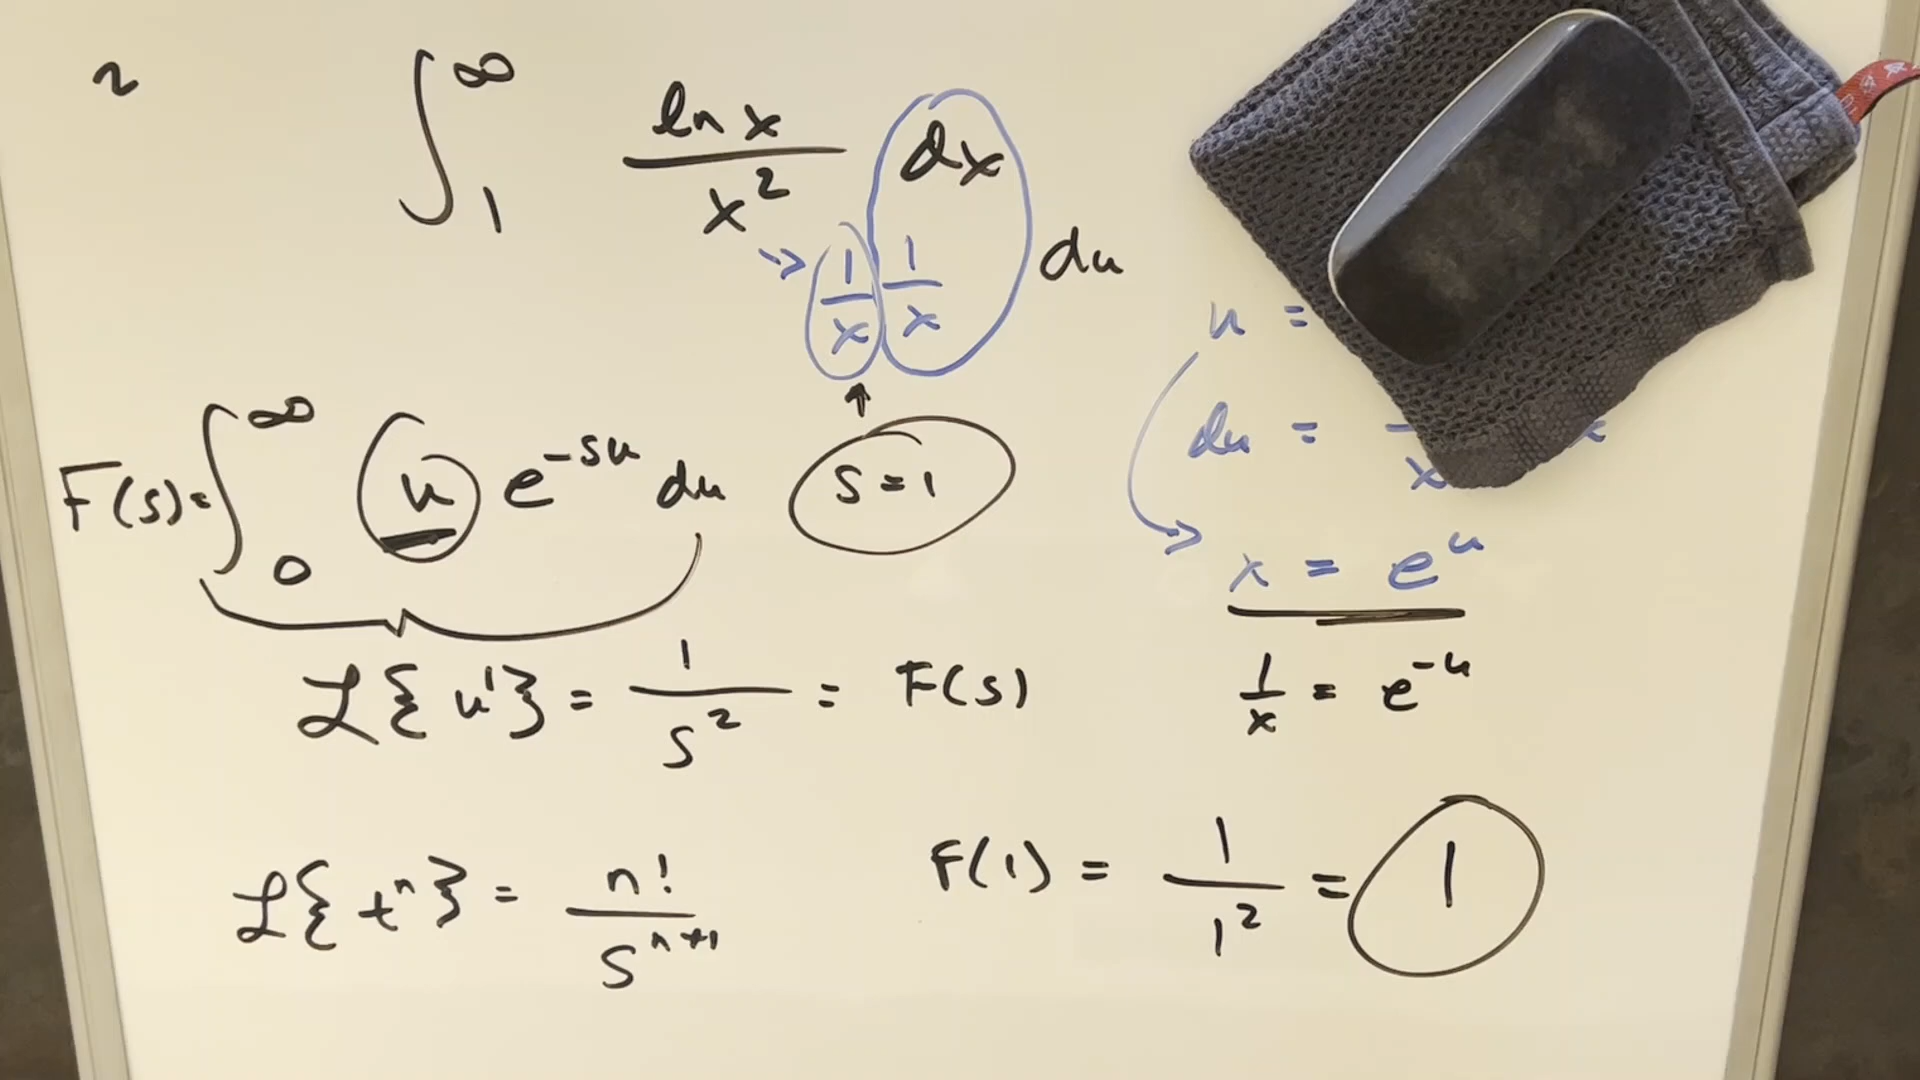 2
∫₁^∞ ln x / x² dx
1/x 1/x du
u =
du =
F(s) = ∫₀^∞ u e^{-su} du
s = 1
x = e^u
ℒ{u¹} = 1/s² = F(s)
1/x = e^{-u}
ℒ{tⁿ} = n!/s^{n+1}
F(1) = 1/1² = 1